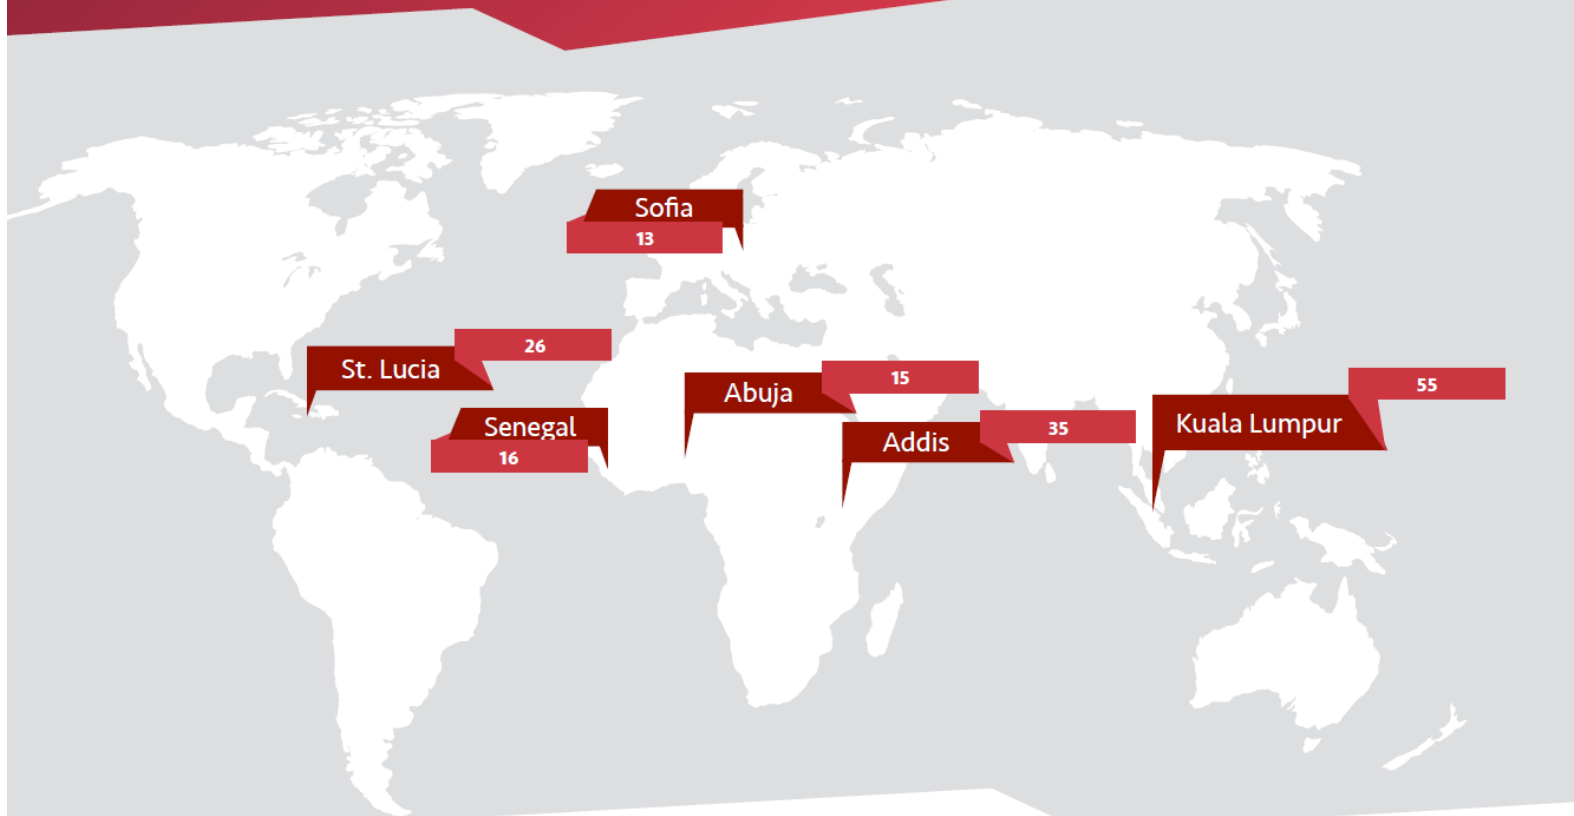 Sofia
13
St. Lucia
26
Senegal
16
Abuja
15
Addis
35
Kuala Lumpur
55